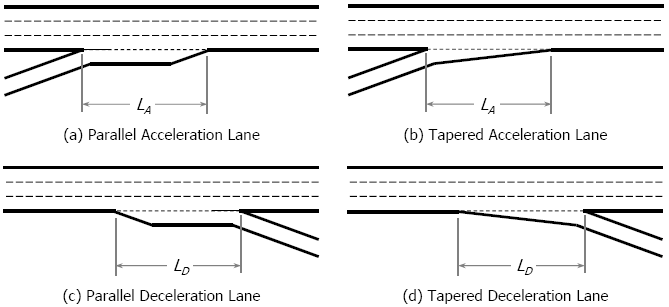 L_A
L_A
(a) Parallel Acceleration Lane
(b) Tapered Acceleration Lane
L_D
L_D
(c) Parallel Deceleration Lane
(d) Tapered Deceleration Lane